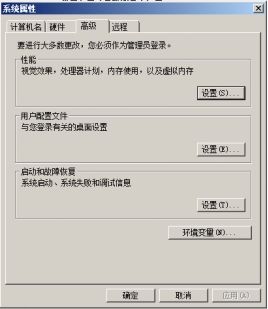 系统属性
计算机名 硬件 高级 远程
要进行大多数更改，您必须作为管理员登录。
性能
视觉效果，处理器计划，内存使用，以及虚拟内存
设置(S)...
用户配置文件
与您登录有关的桌面设置
设置(E)...
启动和故障恢复
系统启动、系统失败和调试信息
设置(T)...
环境变量(N)...
确定 取消 应用(A)